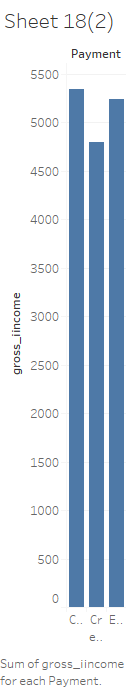 Sheet 18(2)
Payment
5500
5000
4500
4000
3500
3000
2500
2000
1500
1000
500
0
gross_iincome
C..
Cr
e..
E..
Sum of gross_iincome
for each Payment.